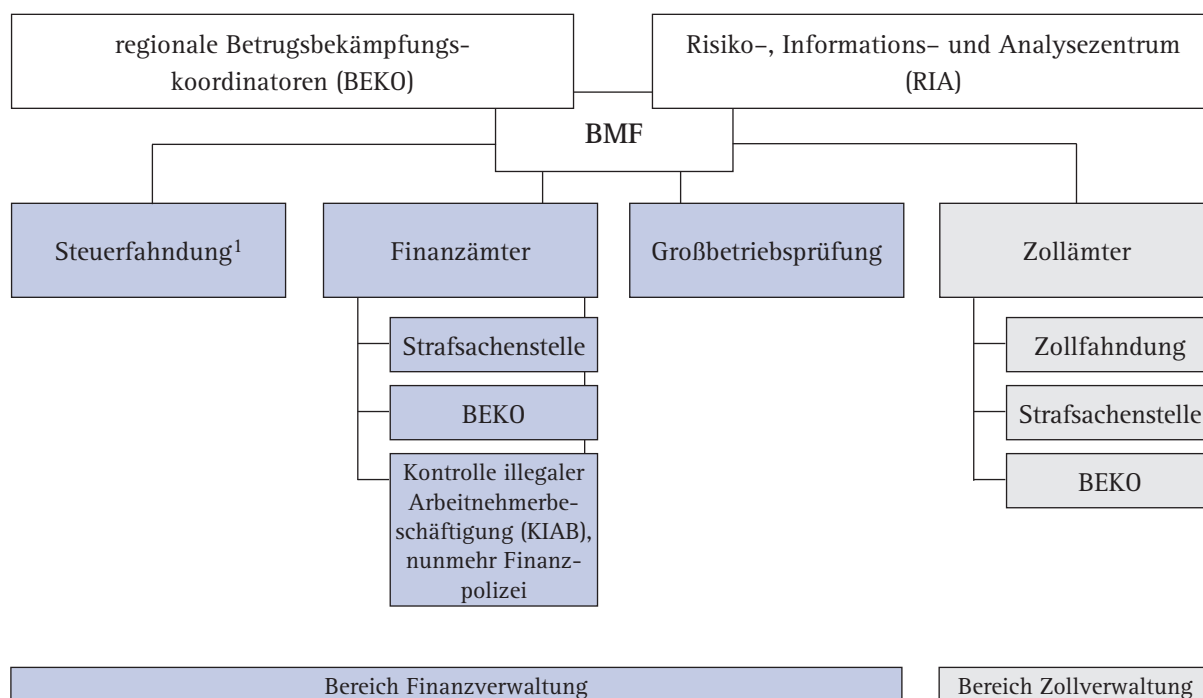 regionale Betrugsbekämpfungs-
koordinatoren (BEKO)
Risiko–, Informations– und Analysezentrum
(RIA)
BMF
Steuerfahndung¹
Finanzämter
Großbetriebsprüfung
Zollämter
Strafsachenstelle
BEKO
Kontrolle illegaler
Arbeitnehmerbe-
schäftigung (KIAB),
nunmehr Finanz-
polizei
Zollfahndung
Strafsachenstelle
BEKO
Bereich Finanzverwaltung
Bereich Zollverwaltung